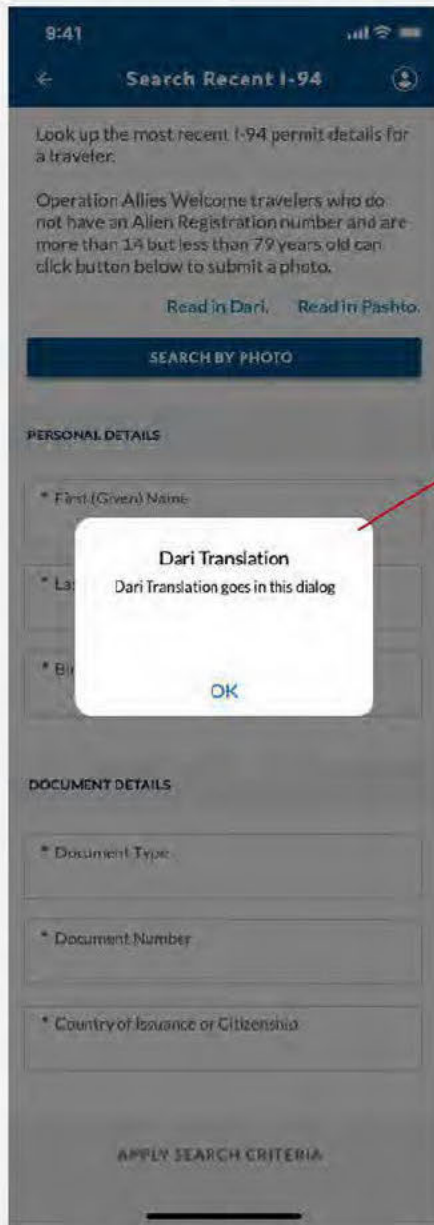 9:41
Search Recent I-94
Look up the most recent I-94 permit details for
a traveler.
Operation Allies Welcome travelers who do
not have an Alien Registration number and are
more than 14 but less than 79 years old can
click button below to submit a photo.
Read in Dari. Read in Pashto.
SEARCH BY PHOTO
PERSONAL DETAILS
* First (Given) Name
Dari Translation
* La
Dari Translation goes in this dialog
* Bi
OK
DOCUMENT DETAILS
* Document Type
* Document Number
* Country of Issuance or Citizenship
APPLY SEARCH CRITERIA